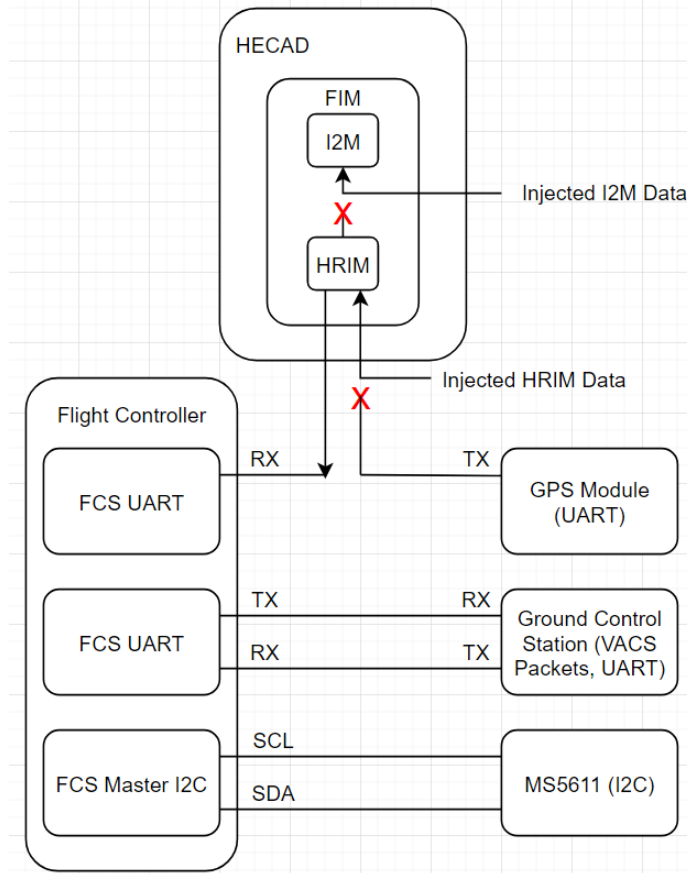 HECAD
FIM
I2M
Injected I2M Data
X
HRIM
Injected HRIM Data
X
Flight Controller
RX
TX
FCS UART
GPS Module
(UART)
TX
RX
FCS UART
RX
TX
Ground Control
Station (VACS
Packets, UART)
SCL
FCS Master I2C
SDA
MS5611 (I2C)